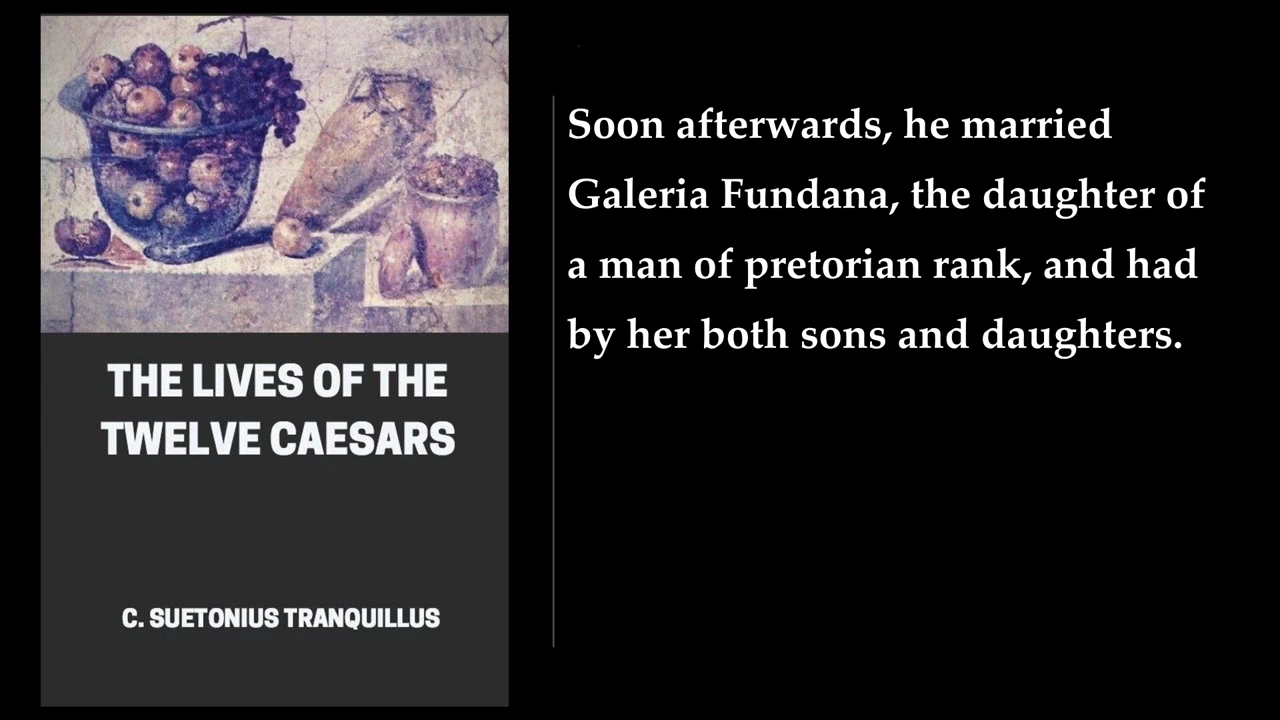 THE LIVES OF THE
TWELVE CAESARS
C. SUETONIUS TRANQUILLUS
Soon afterwards, he married
Galeria Fundana, the daughter of
a man of pretorian rank, and had
by her both sons and daughters.